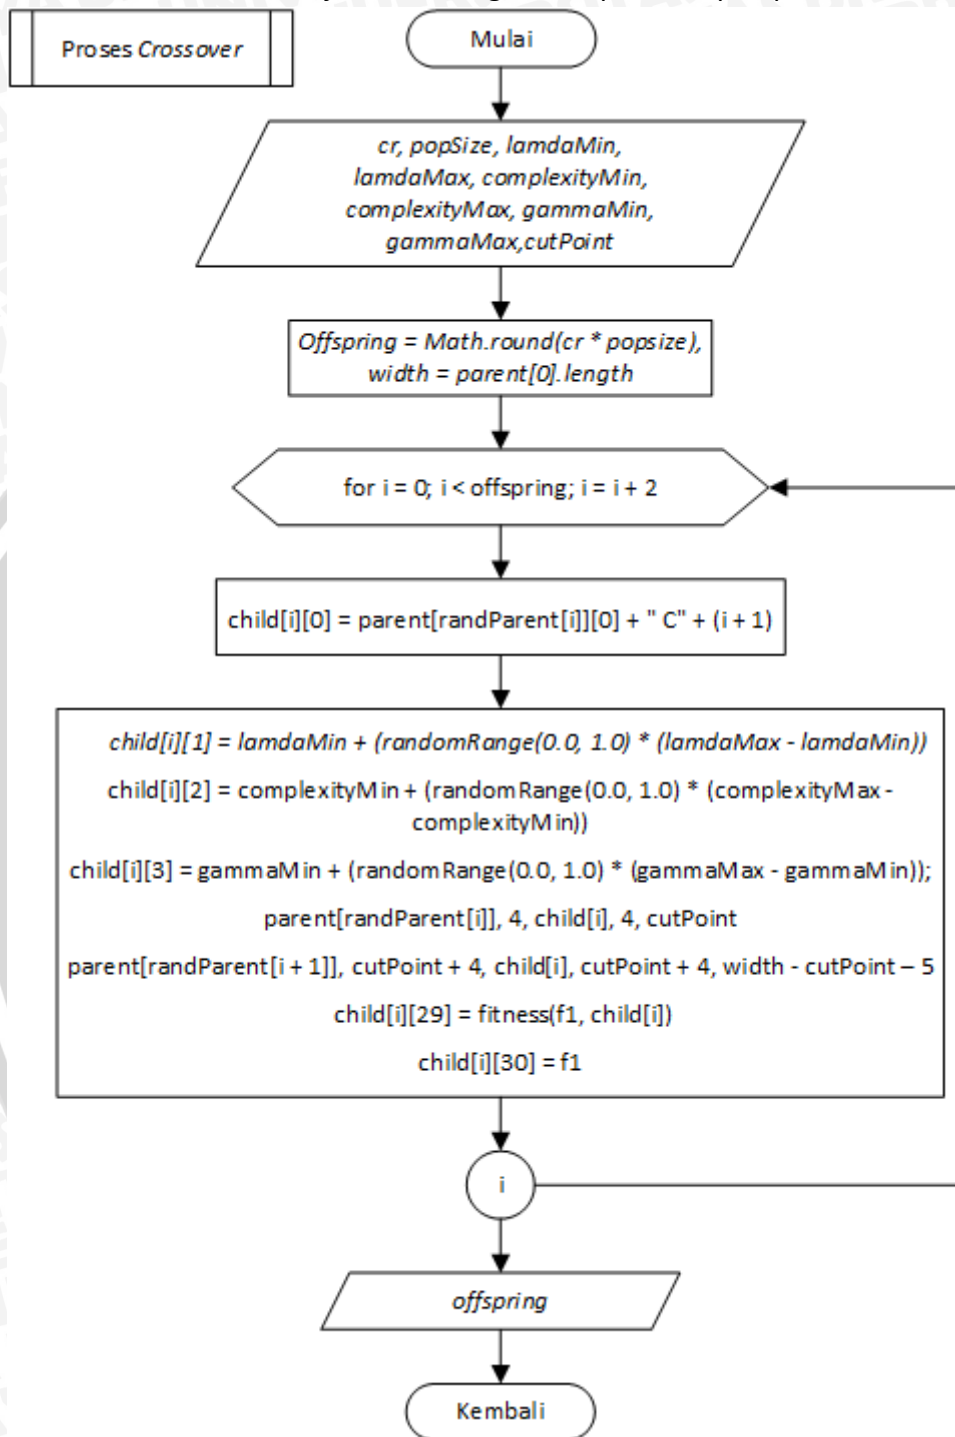 Proses Crossover
Mulai
cr, popSize, lamdaMin,
lamdaMax, complexityMin,
complexityMax, gammaMin,
gammaMax,cutPoint
Offspring = Math.round(cr * popsize),
width = parent[0].length
for i = 0; i < offspring; i = i + 2
child[i][0] = parent[randParent[i]][0] + " C" + (i + 1)
child[i][1] = lamdaMin + (randomRange(0.0, 1.0) * (lamdaMax - lamdaMin))
child[i][2] = complexityMin + (randomRange(0.0, 1.0) * (complexityMax -
complexityMin))
child[i][3] = gammaMin + (randomRange(0.0, 1.0) * (gammaMax - gammaMin));
parent[randParent[i]], 4, child[i], 4, cutPoint
parent[randParent[i + 1]], cutPoint + 4, child[i], cutPoint + 4, width - cutPoint – 5
child[i][29] = fitness(f1, child[i])
child[i][30] = f1
i
offspring
Kembali